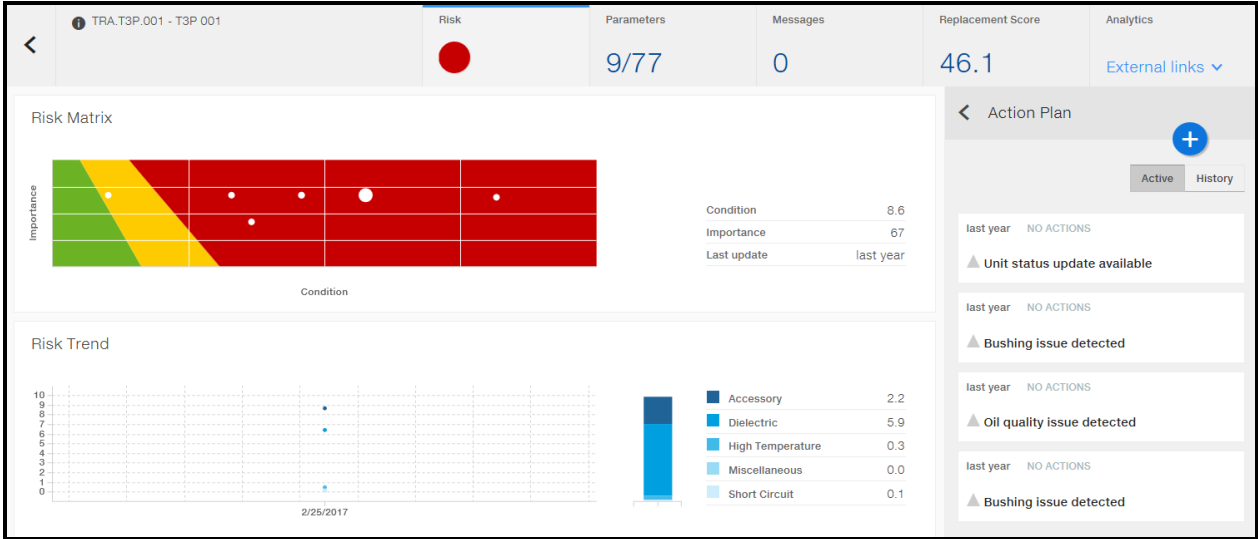 TRA.T3P.001 - T3P 001
Risk
Parameters
9/77
Messages
0
Replacement Score
46.1
Analytics
External links
Risk Matrix
Importance
Condition
Condition 8.6
Importance 67
Last update last year
Risk Trend
10
9
8
7
6
5
4
3
2
1
0
2/25/2017
Accessory 2.2
Dielectric 5.9
High Temperature 0.3
Miscellaneous 0.0
Short Circuit 0.1
Action Plan
Active History
last year NO ACTIONS
Unit status update available
last year NO ACTIONS
Bushing issue detected
last year NO ACTIONS
Oil quality issue detected
last year NO ACTIONS
Bushing issue detected